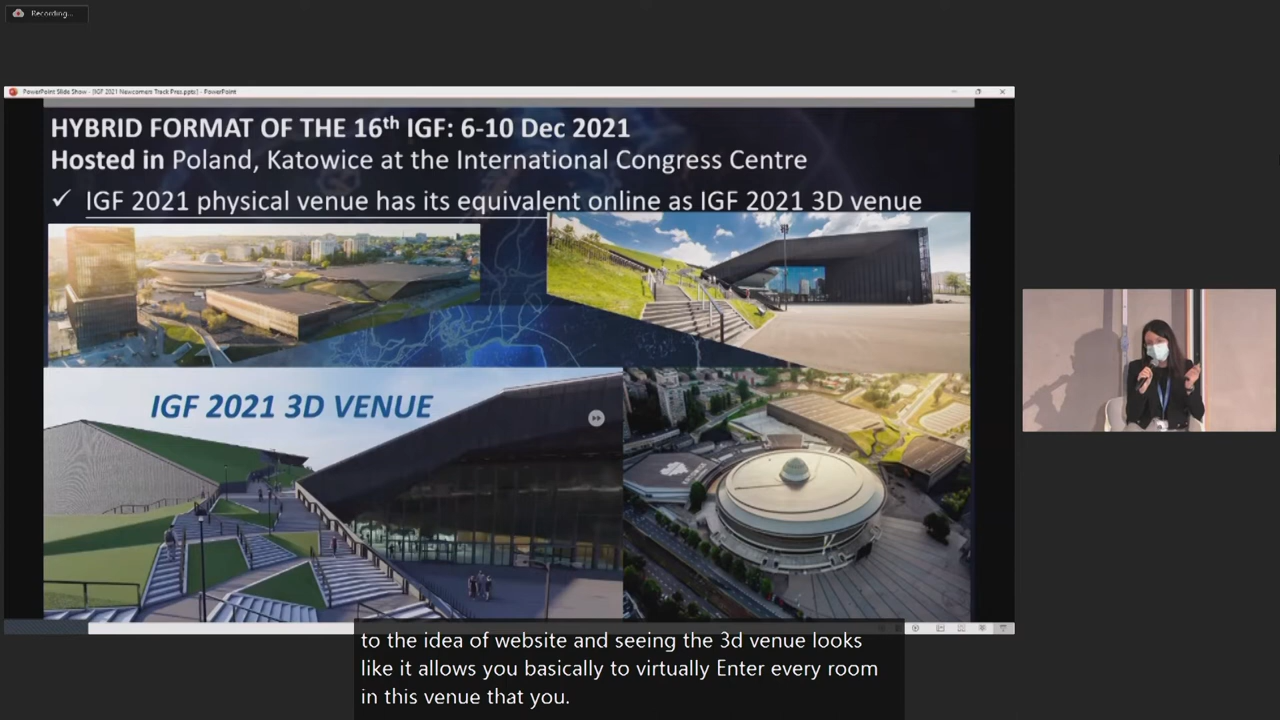 Recording...
PowerPoint Slide Show - [IGF 2021 Newcomers Track Pres.pptx] - PowerPoint
HYBRID FORMAT OF THE 16th IGF: 6-10 Dec 2021
Hosted in Poland, Katowice at the International Congress Centre
✓ IGF 2021 physical venue has its equivalent online as IGF 2021 3D venue
IGF 2021 3D VENUE
to the idea of website and seeing the 3d venue looks
like it allows you basically to virtually Enter every room
in this venue that you.